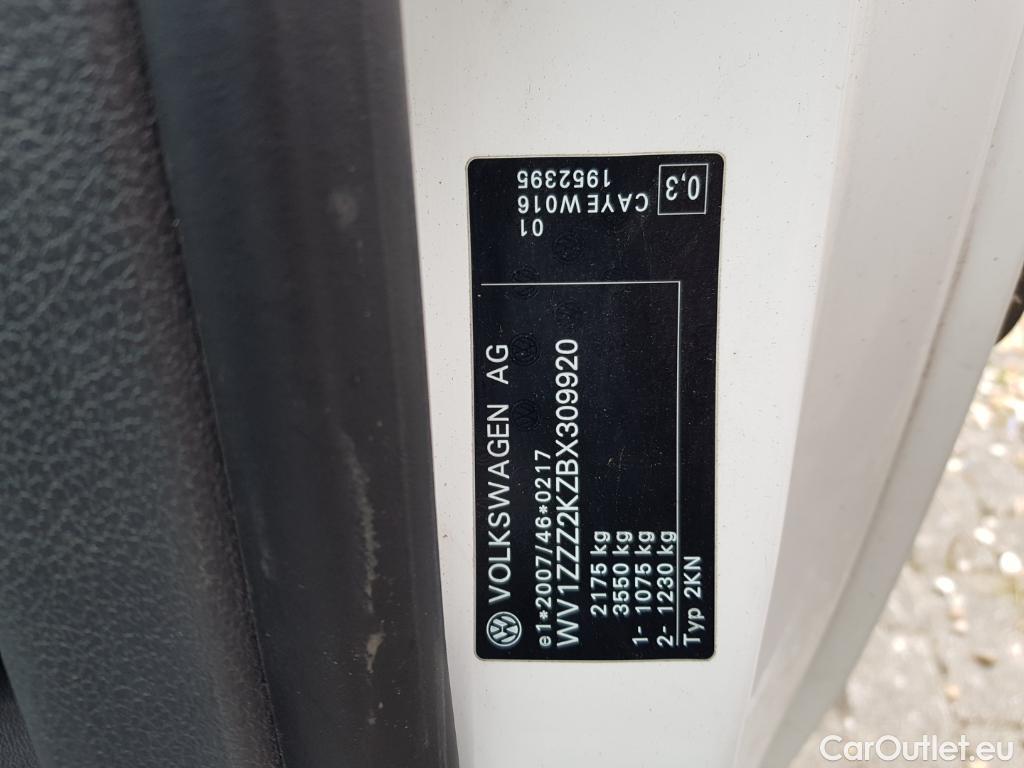 VOLKSWAGEN AG
e1*2007/46*0217
WV1ZZZ2KZBX309920
2175 kg
3550 kg
1- 1075 kg
2- 1230 kg
Typ 2KN
01
CAYE W016
1952395
0,3
CarOutlet.eu